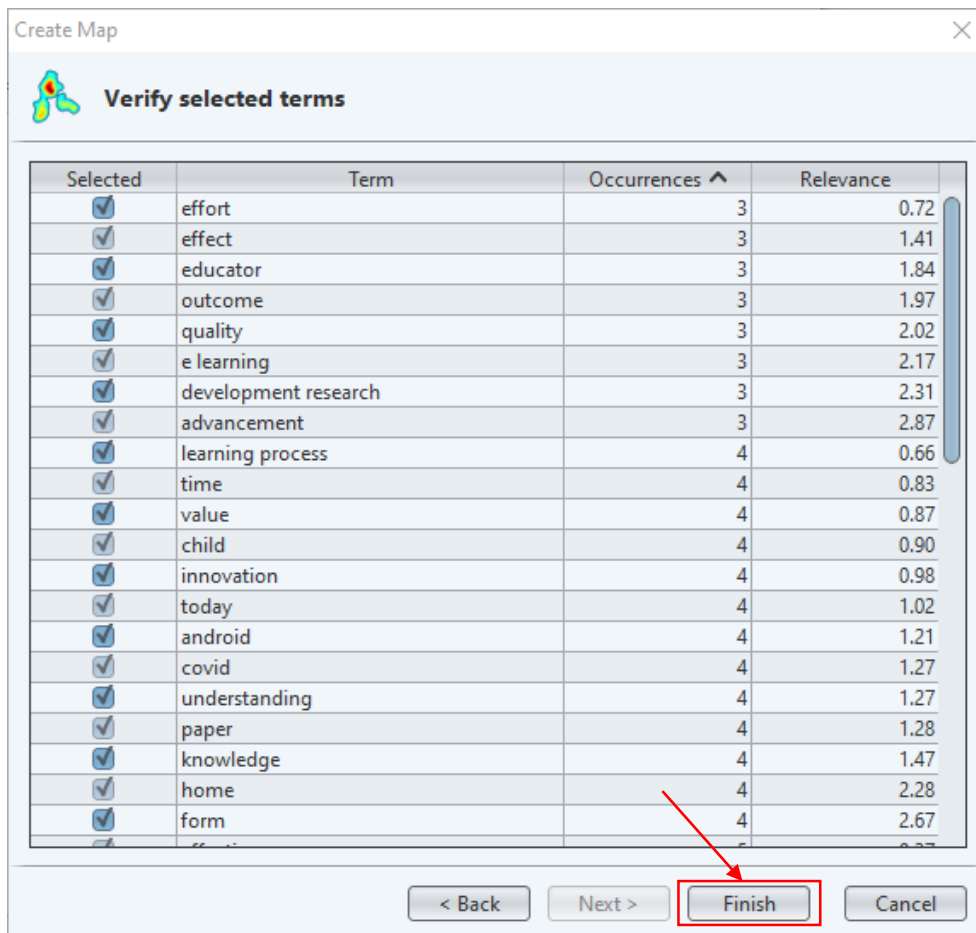 Create Map
Verify selected terms
Selected Term Occurrences Relevance
effort 3 0.72
effect 3 1.41
educator 3 1.84
outcome 3 1.97
quality 3 2.02
e learning 3 2.17
development research 3 2.31
advancement 3 2.87
learning process 4 0.66
time 4 0.83
value 4 0.87
child 4 0.90
innovation 4 0.98
today 4 1.02
android 4 1.21
covid 4 1.27
understanding 4 1.27
paper 4 1.28
knowledge 4 1.47
home 4 2.28
form 4 2.67
< Back Next > Finish Cancel